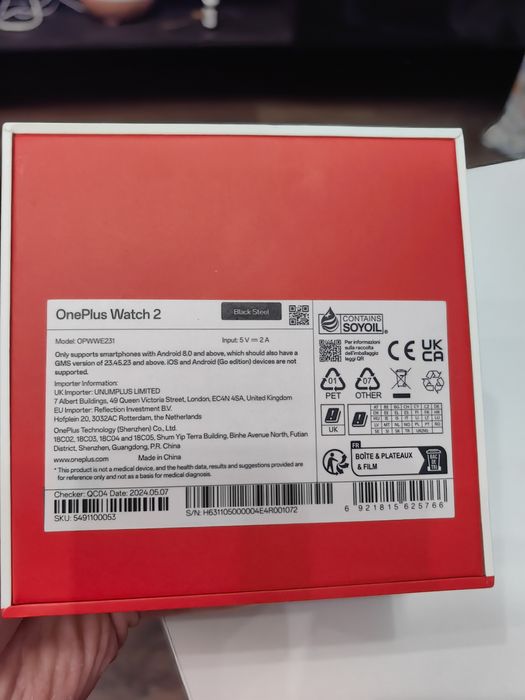 OnePlus Watch 2
Black Steel
Model: OPWWE231
Input: 5 V ⎓ 2 A
Only supports smartphones with Android 8.0 and above, which should also have a
GMS version of 23.45.23 and above. iOS and Android (Go edition) devices are not
supported.
Importer Information:
UK Importer: UNUMPLUS LIMITED
7 Albert Buildings, 49 Queen Victoria Street, London, EC4N 4SA, United Kingdom
EU Importer: Reflection Investment B.V.
Hofplein 20, 3032AC Rotterdam, the Netherlands
OnePlus Technology (Shenzhen) Co., Ltd.
18C02, 18C03, 18C04 and 18C05, Shum Yip Terra Building, Binhe Avenue North, Futian
District, Shenzhen, Guangdong, P.R. China
www.oneplus.com
Made in China
* This product is not a medical device, and the health data, results and suggestions provided are
for reference only and not as a basis for medical diagnosis.
Checker: QC04 Date: 2024.05.07
SKU: 5491100053
S/N: H631105000004E4R001072
CONTAINS
SOYOIL
Per informazioni
sulla raccolta
dell'imballaggio
leggi QR
CE
UK
CA
01
PET
07
OTHER
UK
FR
BOÎTE & PLATEAUX
& FILM
BAC
DE
TRI
6 921815 625766